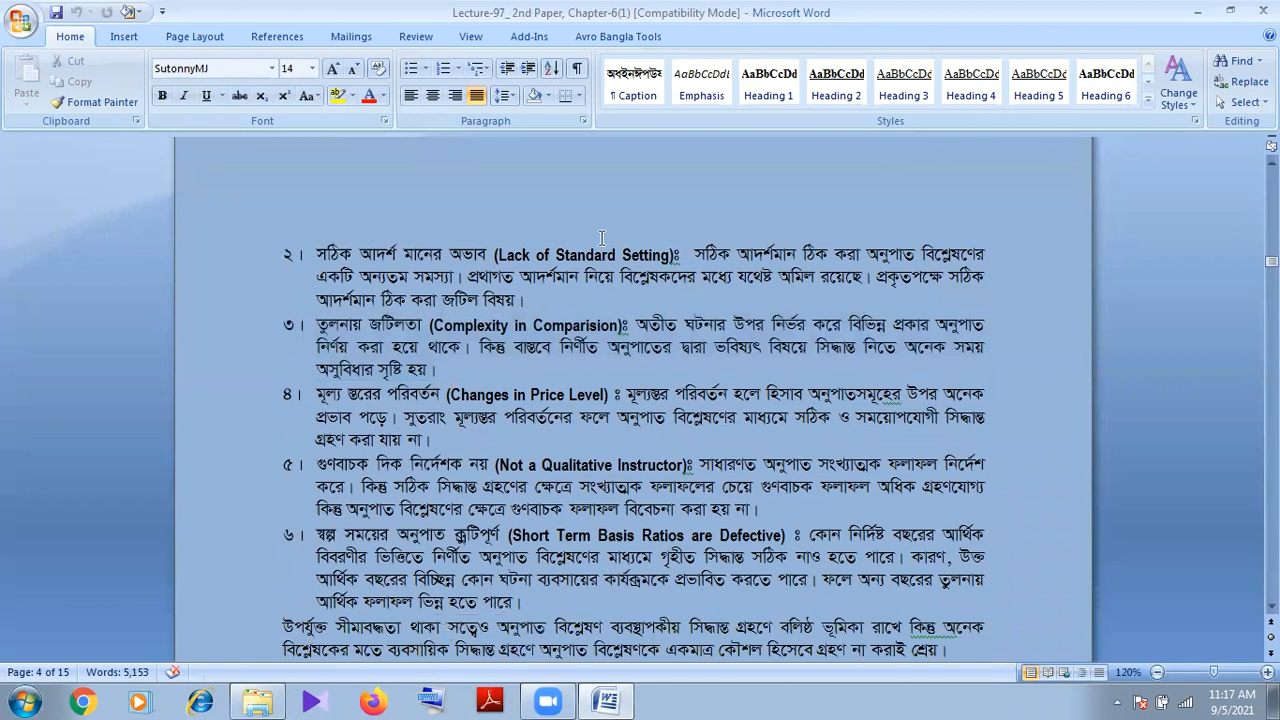 Lecture-97_ 2nd Paper, Chapter-6(1) [Compatibility Mode] - Microsoft Word
Home Insert Page Layout References Mailings Review View Add-Ins Avro Bangla Tools
Cut
Copy
Paste
Format Painter
Clipboard
SutonnyMJ 14
Font
Paragraph
অবইনঈপউঘ AaBbCcDdi AaBbCcDd AaBbCcDd AaBbCcDd AaBbCcDd AaBbCcDd AaBbCcDd
¶ Caption Emphasis Heading 1 Heading 2 Heading 3 Heading 4 Heading 5 Heading 6
Styles
Change Styles
Find
Replace
Select
Editing
২। সঠিক আদর্শ মানের অভাব (Lack of Standard Setting)ঃ সঠিক আদর্শমান ঠিক করা অনুপাত বিশ্লেষণের
একটি অন্যতম সমস্যা। প্রথাগত আদর্শমান নিয়ে বিশ্লেষকদের মধ্যে যথেষ্ট অমিল রয়েছে। প্রকৃতপক্ষে সঠিক
আদর্শমান ঠিক করা জটিল বিষয়।
৩। তুলনায় জটিলতা (Complexity in Comparision)ঃ অতীত ঘটনার উপর নির্ভর করে বিভিন্ন প্রকার অনুপাত
নির্ণয় করা হয়ে থাকে। কিন্তু বাস্তবে নির্ণীত অনুপাতের দ্বারা ভবিষ্যৎ বিষয়ে সিদ্ধান্ত নিতে অনেক সময়
অসুবিধার সৃষ্টি হয়।
৪। মূল্য স্তরের পরিবর্তন (Changes in Price Level) ঃ মূল্যস্তর পরিবর্তন হলে হিসাব অনুপাতসমূহের উপর অনেক
প্রভাব পড়ে। সুতরাং মূল্যস্তর পরিবর্তনের ফলে অনুপাত বিশ্লেষণের মাধ্যমে সঠিক ও সময়োপযোগী সিদ্ধান্ত
গ্রহণ করা যায় না।
৫। গুণবাচক দিক নির্দেশক নয় (Not a Qualitative Instructor)ঃ সাধারণত অনুপাত সংখ্যাত্মক ফলাফল নির্দেশ
করে। কিন্তু সঠিক সিদ্ধান্ত গ্রহণের ক্ষেত্রে সংখ্যাত্মক ফলাফলের চেয়ে গুণবাচক ফলাফল অধিক গ্রহণযোগ্য
কিন্তু অনুপাত বিশ্লেষণের ক্ষেত্রে গুণবাচক ফলাফল বিবেচনা করা হয় না।
৬। স্বল্প সময়ের অনুপাত ক্রুটিপূর্ণ (Short Term Basis Ratios are Defective) ঃ কোন নির্দিষ্ট বছরের আর্থিক
বিবরণীর ভিত্তিতে নির্ণীত অনুপাত বিশ্লেষণের মাধ্যমে গৃহীত সিদ্ধান্ত সঠিক নাও হতে পারে। কারণ, উক্ত
আর্থিক বছরের বিচ্ছিন্ন কোন ঘটনা ব্যবসায়ের কার্যক্রমকে প্রভাবিত করতে পারে। ফলে অন্য বছরের তুলনায়
আর্থিক ফলাফল ভিন্ন হতে পারে।
উপর্যুক্ত সীমাবদ্ধতা থাকা সত্ত্বেও অনুপাত বিশ্লেষণ ব্যবস্থাপকীয় সিদ্ধান্ত গ্রহণে বলিষ্ঠ ভূমিকা রাখে কিন্তু অনেক
বিশ্লেষকের মতে ব্যবসায়িক সিদ্ধান্ত গ্রহণে অনুপাত বিশ্লেষণকে একমাত্র কৌশল হিসেবে গ্রহণ না করাই শ্রেয়।
Page: 4 of 15 Words: 5,153 120%
11:17 AM
9/5/2021